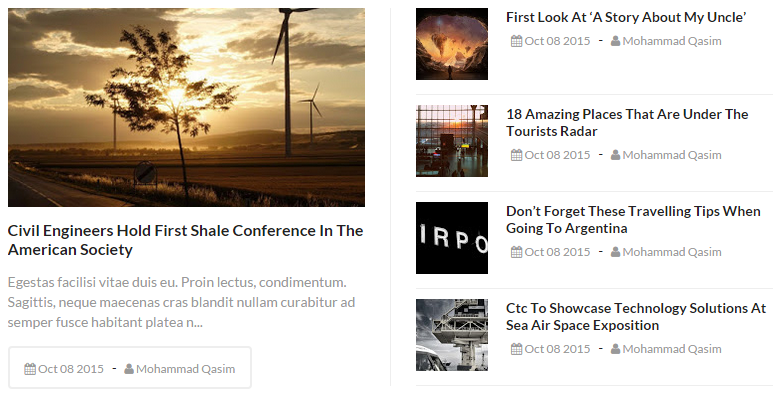 Civil Engineers Hold First Shale Conference In The
American Society
Egestas facilisi vitae duis eu. Proin lectus, condimentum.
Sagittis, neque maecenas cras blandit nullam curabitur ad
semper fusce habitant platea n...
Oct 08 2015 - Mohammad Qasim
First Look At ‘A Story About My Uncle’
Oct 08 2015 - Mohammad Qasim
18 Amazing Places That Are Under The
Tourists Radar
Oct 08 2015 - Mohammad Qasim
IRPO
Don’t Forget These Travelling Tips When
Going To Argentina
Oct 08 2015 - Mohammad Qasim
Ctc To Showcase Technology Solutions At
Sea Air Space Exposition
Oct 08 2015 - Mohammad Qasim